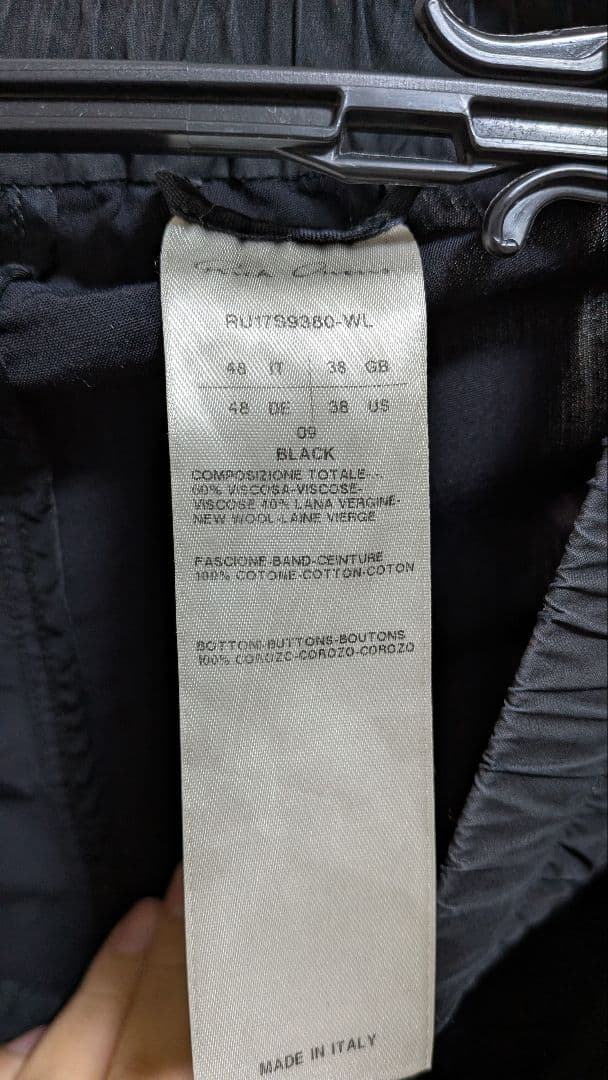 Rick Owens
RU17S9380-WL
48 IT 38 GB
48 DE 38 US
09
BLACK
COMPOSIZIONE TOTALE-
60% VISCOSA-VISCOSE-
VISCOSE 40% LANA VERGINE-
NEW WOOL-LAINE VIERGE
FASCIONE-BAND-CEINTURE
100% COTONE-COTTON-COTON
BOTTONI-BUTTONS-BOUTONS
100% COROZO-COROZO-COROZO
MADE IN ITALY